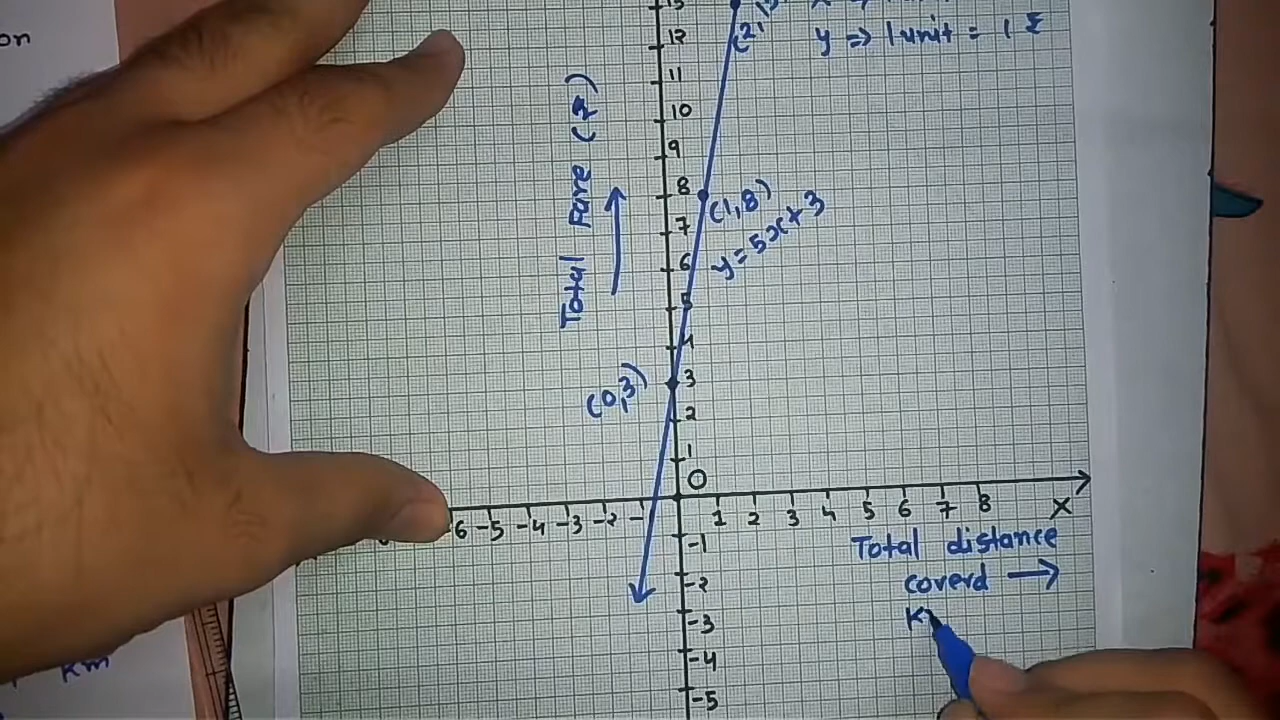 on
13
12
y => 1 unit = 1 ₹
11
10
9
8
(1,8)
7
y = 5x + 3
6
5
4
3
(0,3)
2
1
O
-6 -5 -4 -3 -2 - 1 2 3 4 5 6 7 8 X
-1
Total distance
coverd →
-2
-3
-4
-5
Total Fare (₹)
km